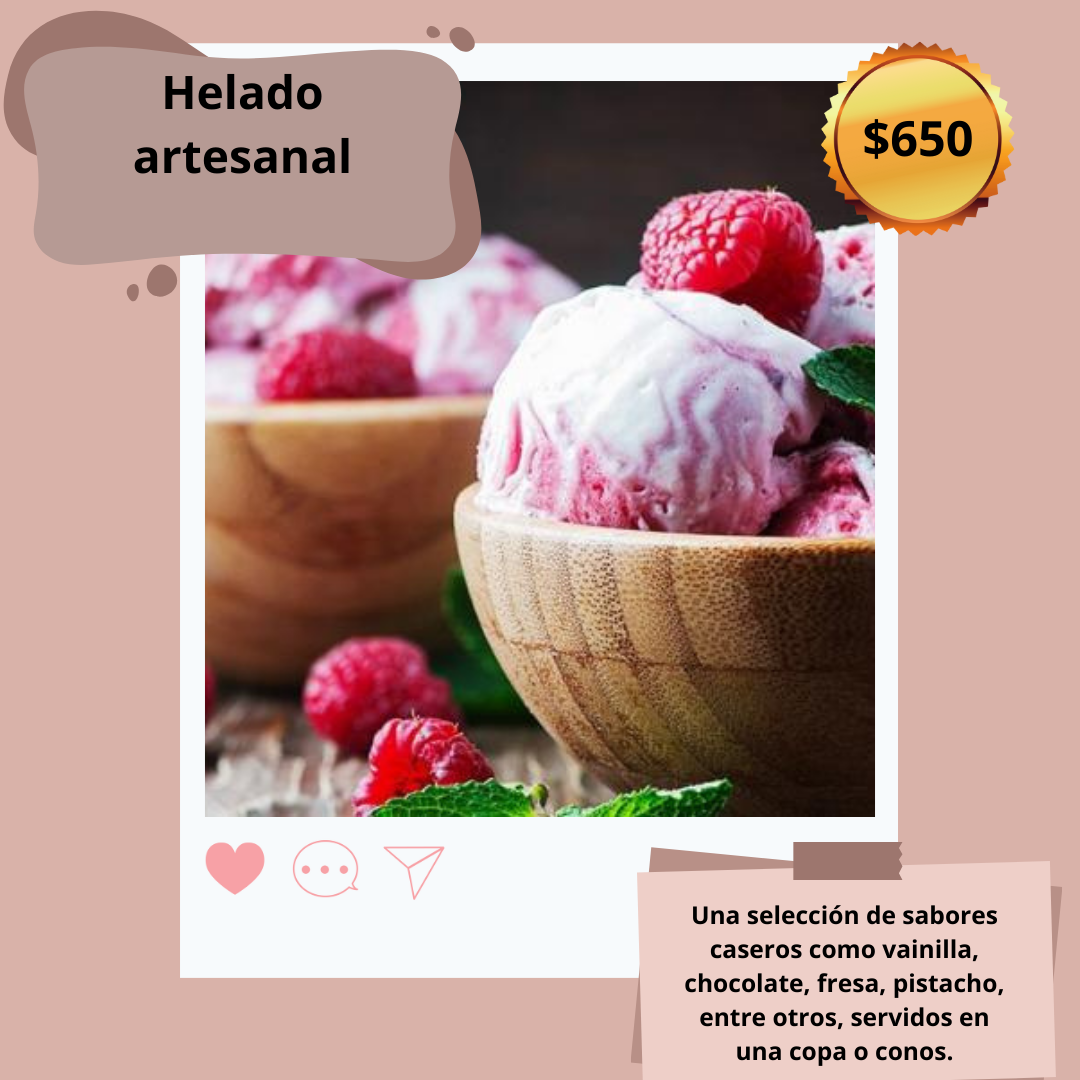 Helado
artesanal
$650
Una selección de sabores
caseros como vainilla,
chocolate, fresa, pistacho,
entre otros, servidos en
una copa o conos.